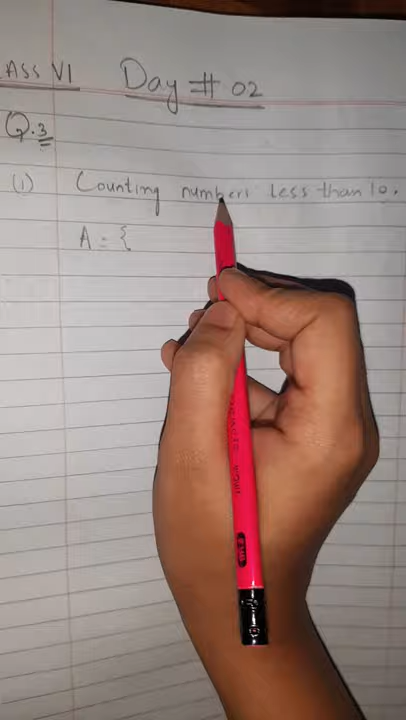 ASS VI Day # 02
Q.3
(i) Counting numbers less than 10.
A = {